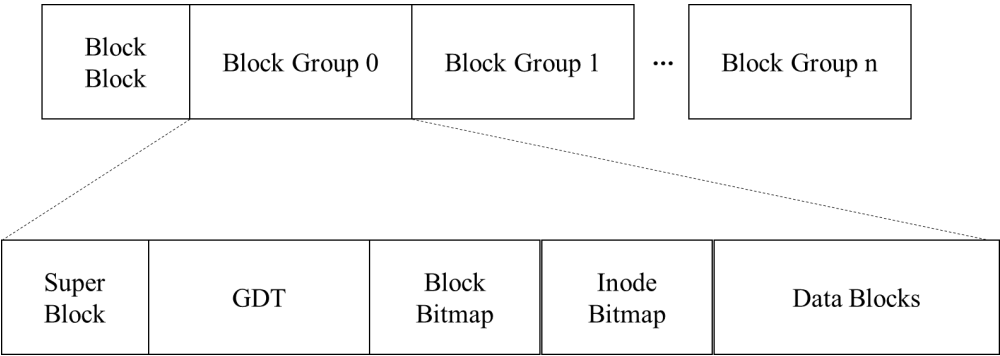 Block
Block
Block Group 0
Block Group 1
...
Block Group n
Super
Block
GDT
Block
Bitmap
Inode
Bitmap
Data Blocks